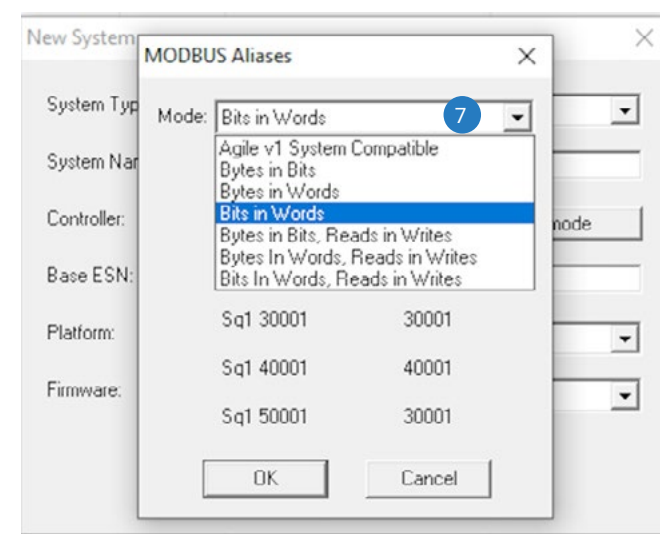 New System
MODBUS Aliases
System Typ
Mode: Bits in Words 7
Agile v1 System Compatible
Bytes in Bits
System Nar
Bytes in Words
Bits in Words
Controller:
mode
Bytes in Bits, Reads in Writes
Bytes In Words, Reads in Writes
Base ESN:
Bits In Words, Reads in Writes
Sq1 30001 30001
Platform:
Sq1 40001 40001
Firmware:
Sq1 50001 30001
OK Cancel